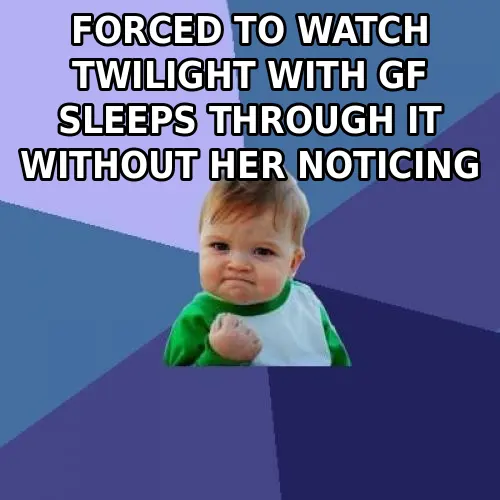 FORCED TO WATCH
TWILIGHT WITH GF
SLEEPS THROUGH IT
WITHOUT HER NOTICING